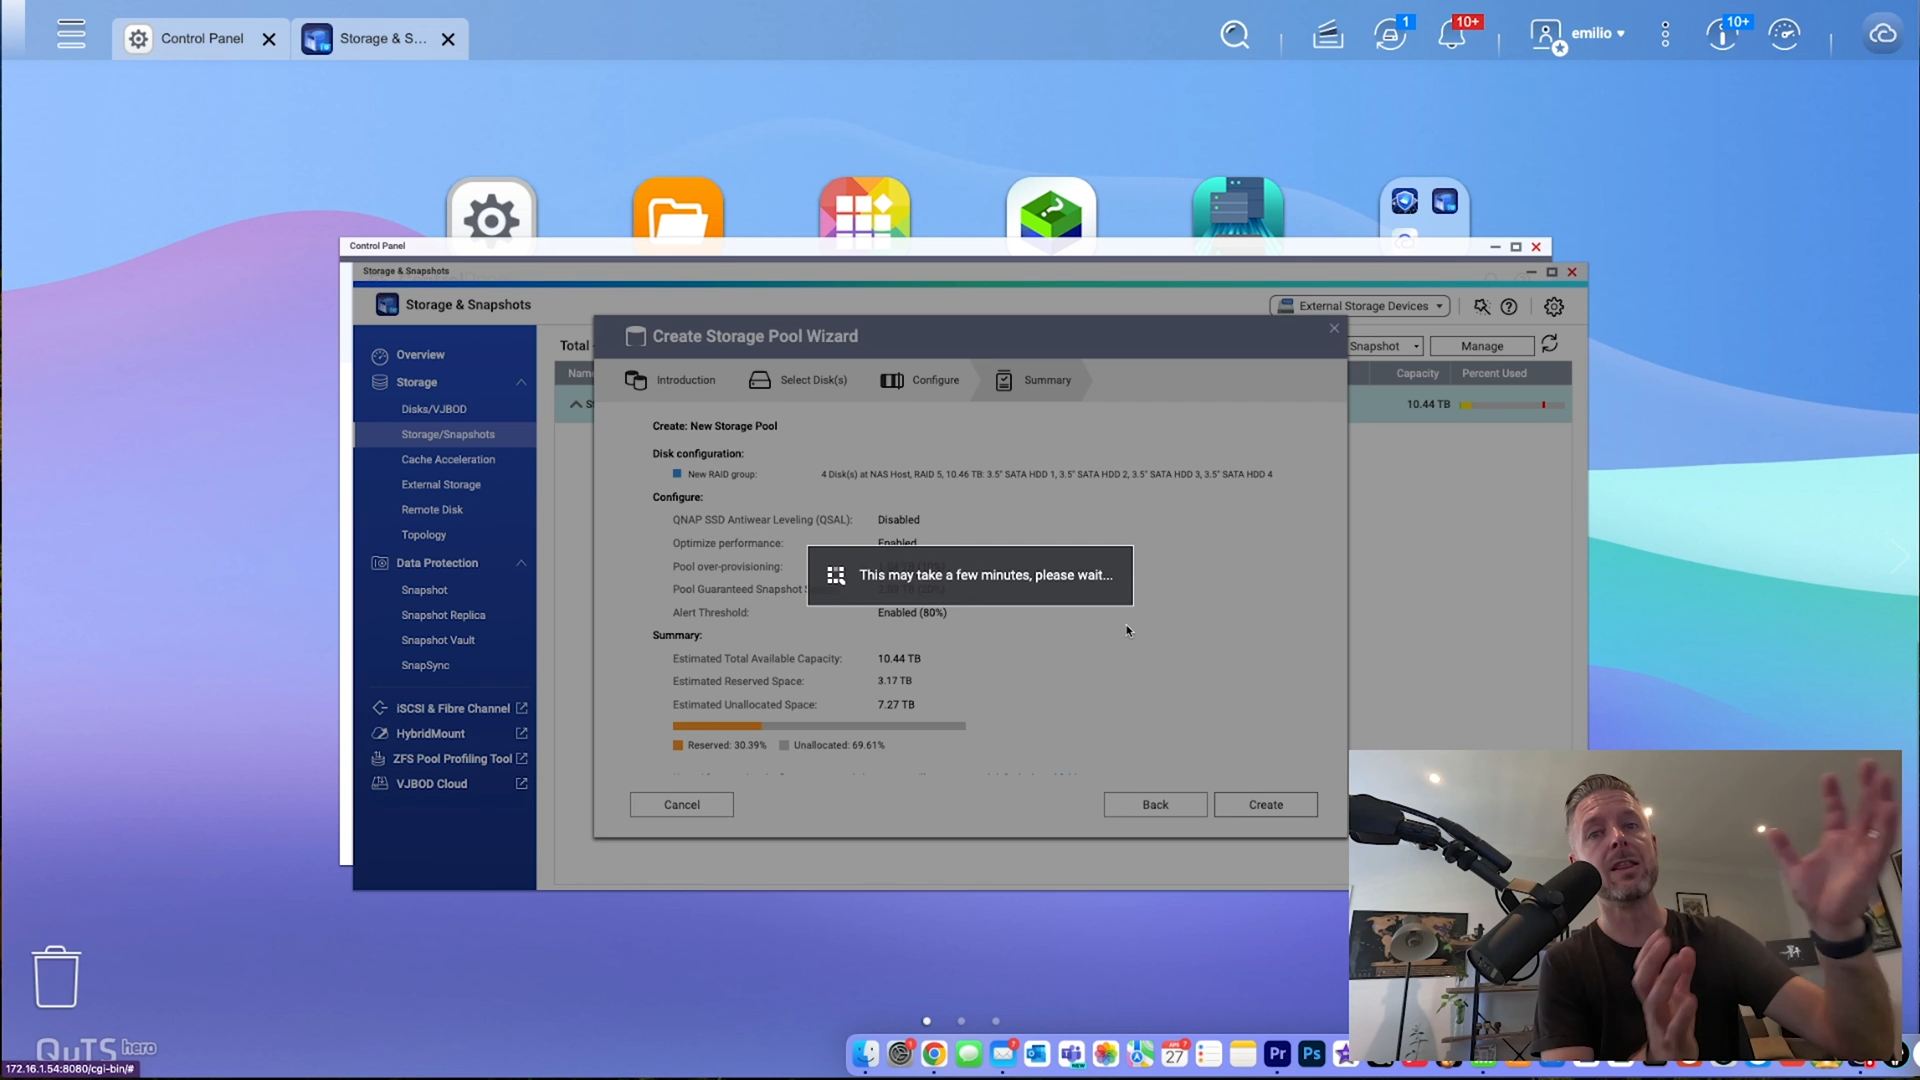 Control Panel
Storage & S...
1
10+
emilio
10+
Control Panel
Storage & Snapshots
Storage & Snapshots
External Storage Devices
Create Storage Pool Wizard
Total
Snapshot
Manage
Overview
Introduction
Select Disk(s)
Configure
Summary
Capacity
Percent Used
Storage
Disks/VJBOD
10.44 TB
Storage/Snapshots
Create: New Storage Pool
Disk configuration:
Cache Acceleration
New RAID group:
4 Disk(s) at NAS Host, RAID 5, 10.46 TB: 3.5" SATA HDD 1, 3.5" SATA HDD 2, 3.5" SATA HDD 3, 3.5" SATA HDD 4
External Storage
Configure:
Remote Disk
QNAP SSD Antiwear Leveling (QSAL):
Disabled
Topology
Optimize performance:
Enabled
Data Protection
Pool over-provisioning:
This may take a few minutes, please wait...
Snapshot
Pool Guaranteed Snapshot
Snapshot Replica
Alert Threshold:
Enabled (80%)
Snapshot Vault
Summary:
SnapSync
Estimated Total Available Capacity:
10.44 TB
Estimated Reserved Space:
3.17 TB
iSCSI & Fibre Channel
Estimated Unallocated Space:
7.27 TB
HybridMount
Reserved: 30.39%
Unallocated: 69.61%
ZFS Pool Profiling Tool
VJBOD Cloud
Cancel
Back
Create
QuTS hero
172.16.1.54:8080/cgi-bin/#
27
Pr
Ps